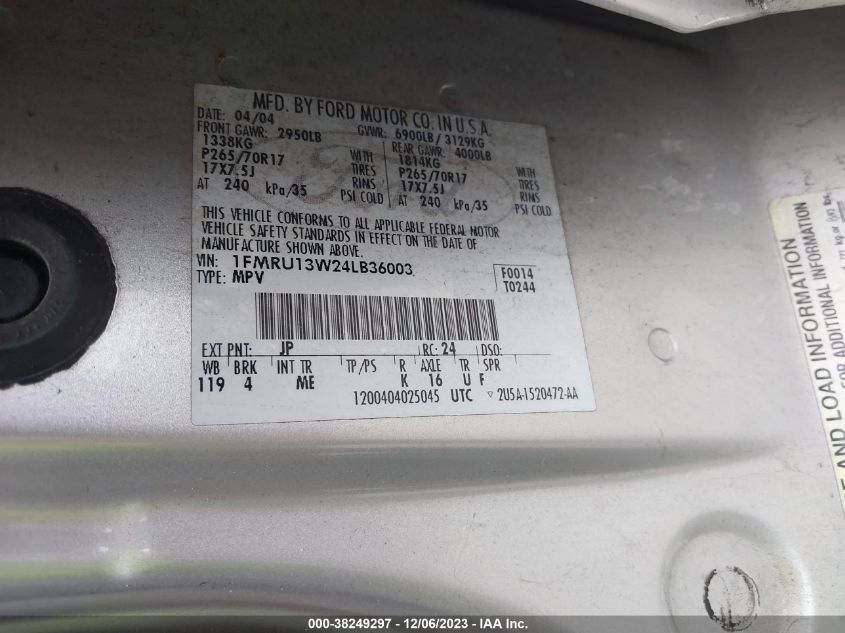 MFD. BY FORD MOTOR CO. IN U.S.A.
DATE: 04/04 GVWR: 6900LB/ 3129KG
FRONT GAWR: 2950LB REAR GAWR: 4000LB
1338KG WITH 1814KG WITH
P265/70R17 TIRES P265/70R17 TIRES
17X7.5J RIMS 17X7.5J RIMS
AT 240 kPa/35 PSI COLD AT 240 kPa/35 PSI COLD
THIS VEHICLE CONFORMS TO ALL APPLICABLE FEDERAL MOTOR
VEHICLE SAFETY STANDARDS IN EFFECT ON THE DATE OF
MANUFACTURE SHOWN ABOVE.
VIN: 1FMRU13W24LB36003 F0014
TYPE: MPV T0244
EXT PNT: JP RC: 24 DSO:
WB BRK INT TR TP/PS R AXLE TR SPR
119 4 ME K 16 U F
1200404025045 UTC ▽ 2U5A-1520472-AA
E AND LOAD INFORMATION
FOR ADDITIONAL INFORMATION
kg or lbs.
000-38249297 - 12/06/2023 - IAA Inc.